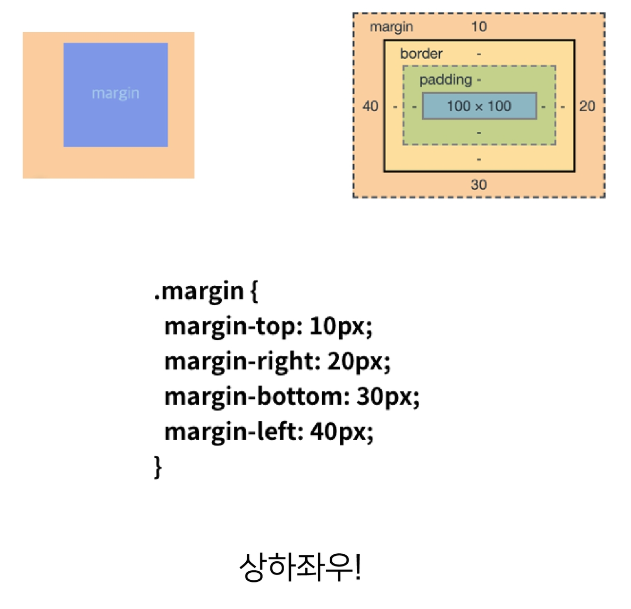 margin
margin 10
border -
padding -
40 - - 100 × 100 - - 20
-
-
30
.margin {
margin-top: 10px;
margin-right: 20px;
margin-bottom: 30px;
margin-left: 40px;
}
상하좌우!